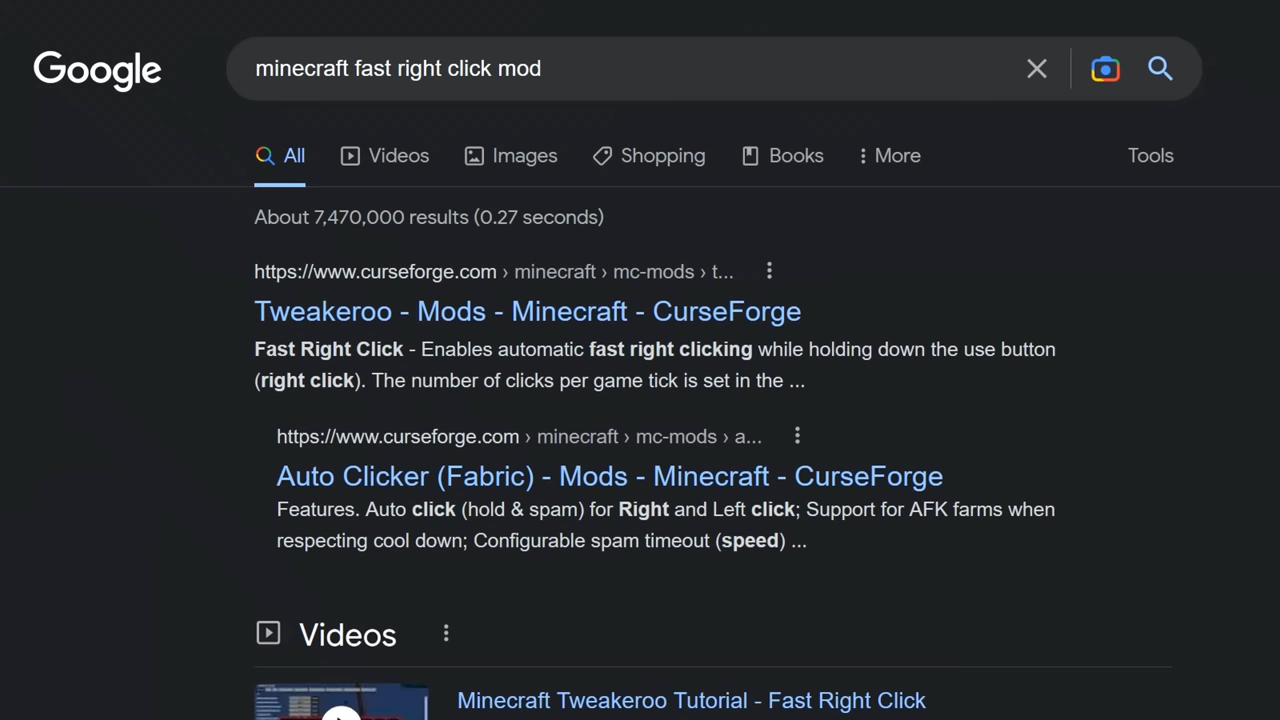 Google
minecraft fast right click mod
All Videos Images Shopping Books More Tools
About 7,470,000 results (0.27 seconds)
https://www.curseforge.com › minecraft › mc-mods › t...
Tweakeroo - Mods - Minecraft - CurseForge
Fast Right Click - Enables automatic fast right clicking while holding down the use button
(right click). The number of clicks per game tick is set in the ...
https://www.curseforge.com › minecraft › mc-mods › a...
Auto Clicker (Fabric) - Mods - Minecraft - CurseForge
Features. Auto click (hold & spam) for Right and Left click; Support for AFK farms when
respecting cool down; Configurable spam timeout (speed) ...
Videos
Minecraft Tweakeroo Tutorial - Fast Right Click